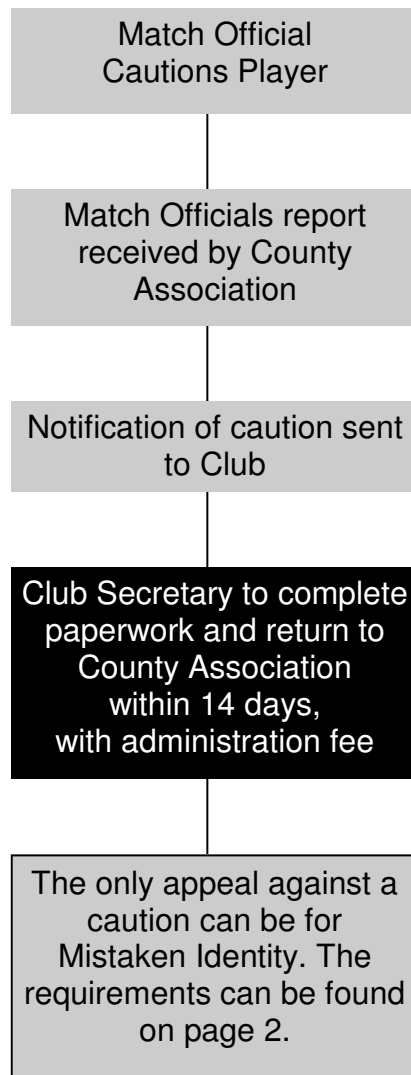 Match Official
Cautions Player
Match Officials report
received by County
Association
Notification of caution sent
to Club
Club Secretary to complete
paperwork and return to
County Association
within 14 days,
with administration fee
The only appeal against a
caution can be for
Mistaken Identity. The
requirements can be found
on page 2.